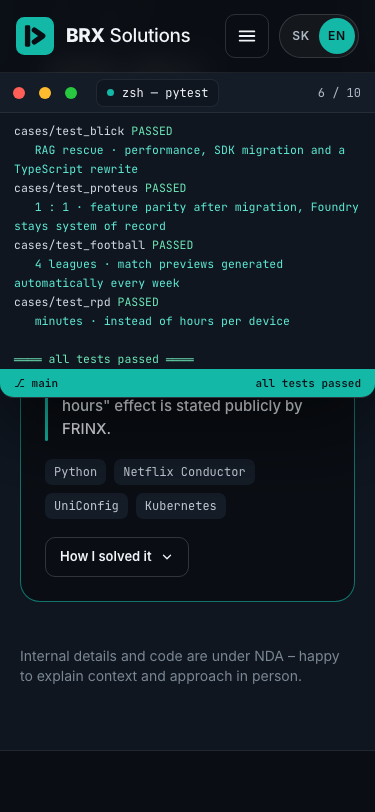 BRX Solutions
SK EN
zsh — pytest
6 / 10
cases/test_blick PASSED
RAG rescue · performance, SDK migration and a
TypeScript rewrite
cases/test_proteus PASSED
1 : 1 · feature parity after migration, Foundry
stays system of record
cases/test_football PASSED
4 leagues · match previews generated
automatically every week
cases/test_rpd PASSED
minutes · instead of hours per device
════ all tests passed ════
⎇ main
all tests passed
hours" effect is stated publicly by
FRINX.
Python
Netflix Conductor
UniConfig
Kubernetes
How I solved it
Internal details and code are under NDA – happy
to explain context and approach in person.